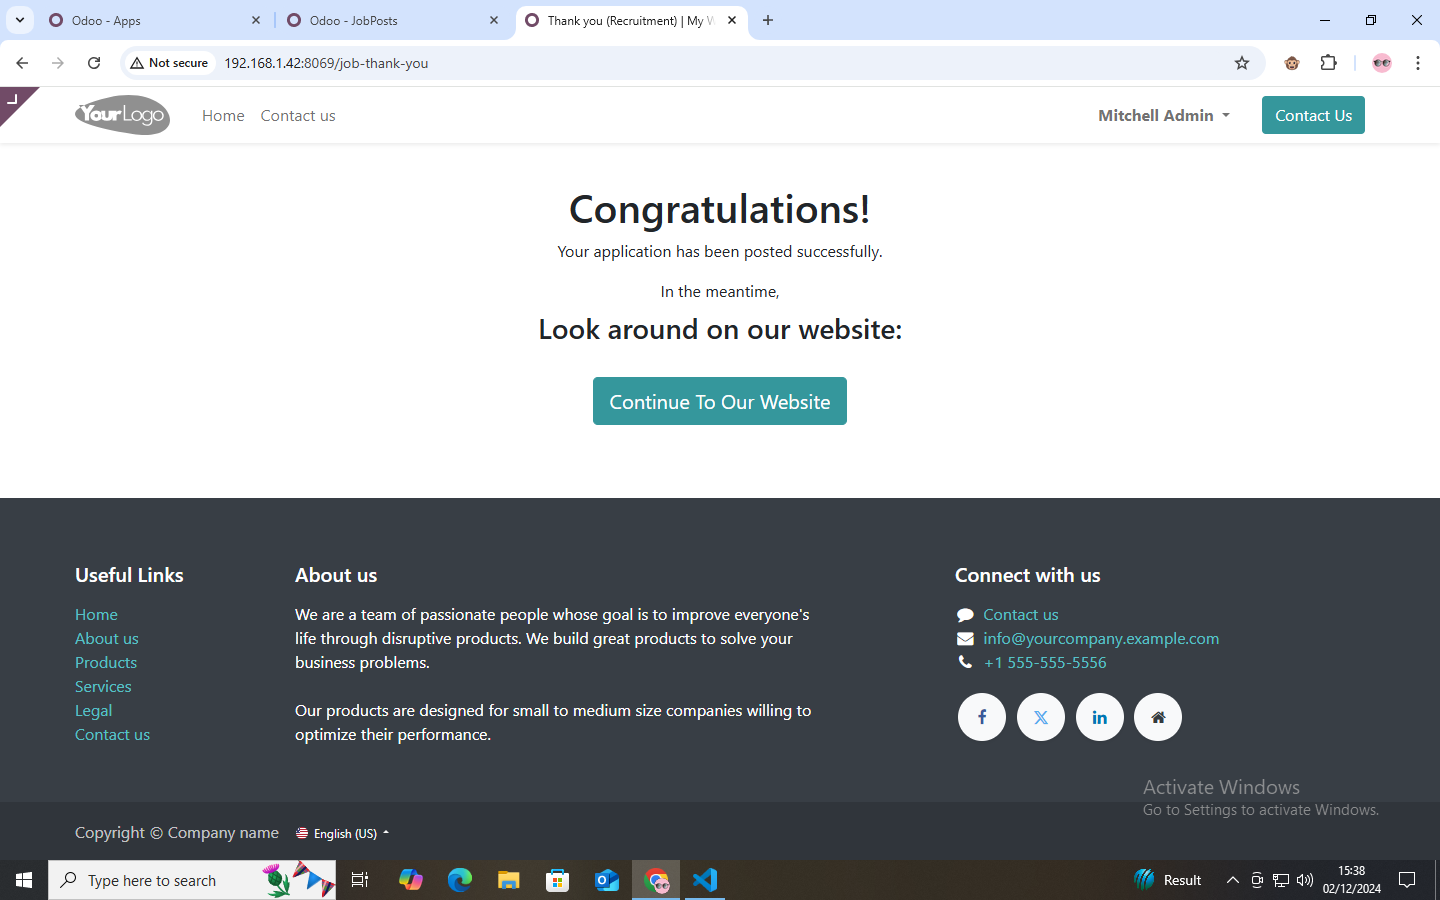 Odoo - Apps
Odoo - JobPosts
Thank you (Recruitment) | My W
Not secure
192.168.1.42:8069/job-thank-you
YourLogo
Home
Contact us
Mitchell Admin
Contact Us
Congratulations!
Your application has been posted successfully.
In the meantime,
Look around on our website:
Continue To Our Website
Useful Links
Home
About us
Products
Services
Legal
Contact us
About us
We are a team of passionate people whose goal is to improve everyone's
life through disruptive products. We build great products to solve your
business problems.
Our products are designed for small to medium size companies willing to
optimize their performance.
Connect with us
Contact us
info@yourcompany.example.com
+1 555-555-5556
Activate Windows
Go to Settings to activate Windows.
Copyright © Company name
English (US)
Type here to search
Result
15:38
02/12/2024